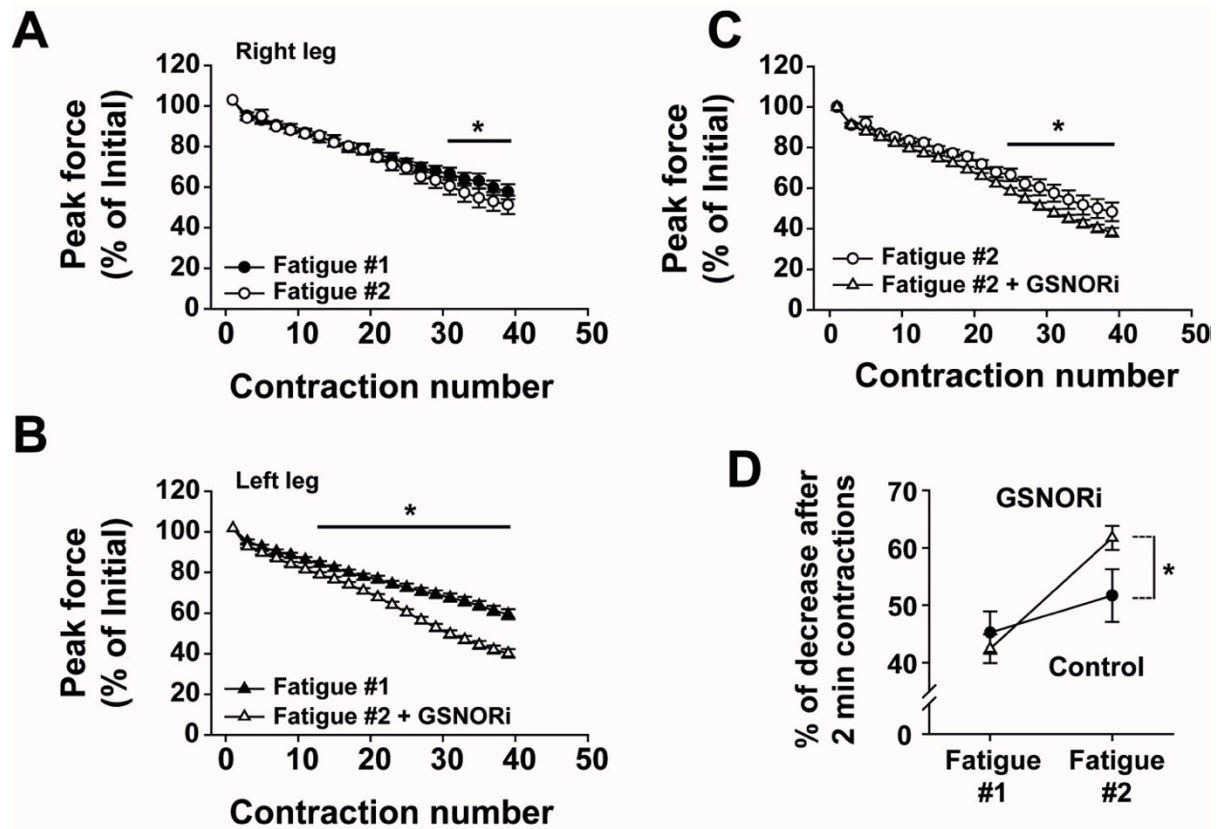 A
Right leg
Peak force
(% of Initial)
120
100
80
60
40
20
0
*
Fatigue #1
Fatigue #2
0 10 20 30 40 50
Contraction number
B
Left leg
Peak force
(% of Initial)
120
100
80
60
40
20
0
*
Fatigue #1
Fatigue #2 + GSNORi
0 10 20 30 40 50
Contraction number
C
Peak force
(% of Initial)
120
100
80
60
40
20
0
*
Fatigue #2
Fatigue #2 + GSNORi
0 10 20 30 40 50
Contraction number
D
% of decrease after
2 min contractions
70
60
50
40
0
GSNORi
*
Control
Fatigue
#1
Fatigue
#2